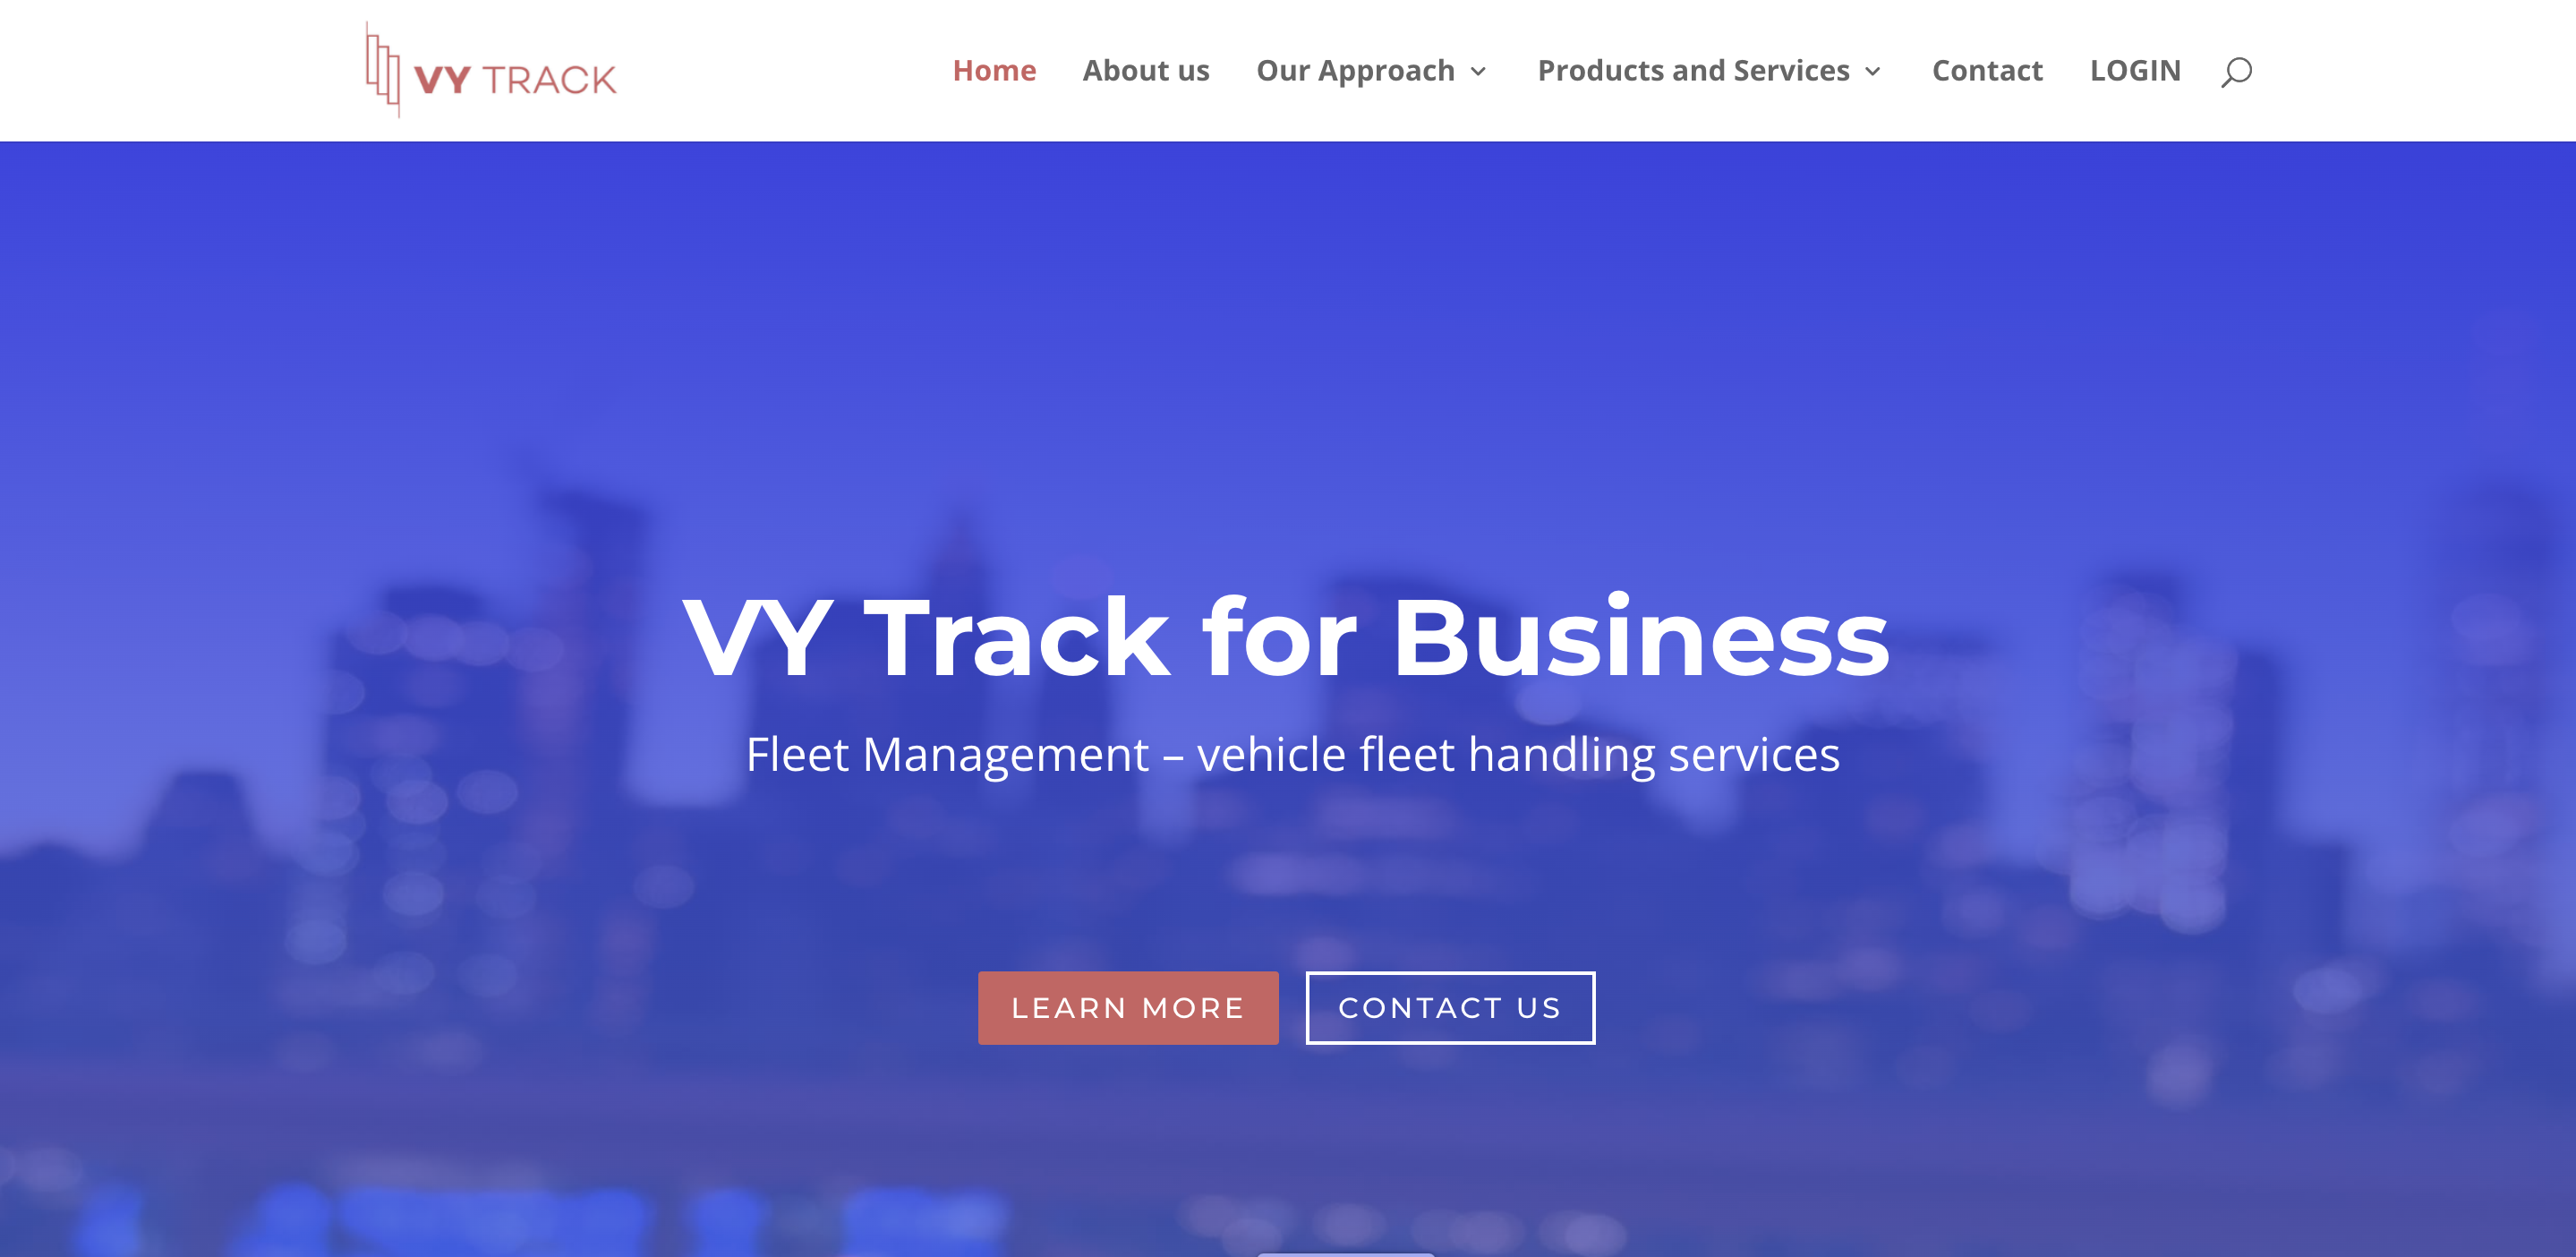 VY TRACK
Home About us Our Approach Products and Services Contact LOGIN
VY Track for Business
Fleet Management – vehicle fleet handling services
LEARN MORE CONTACT US